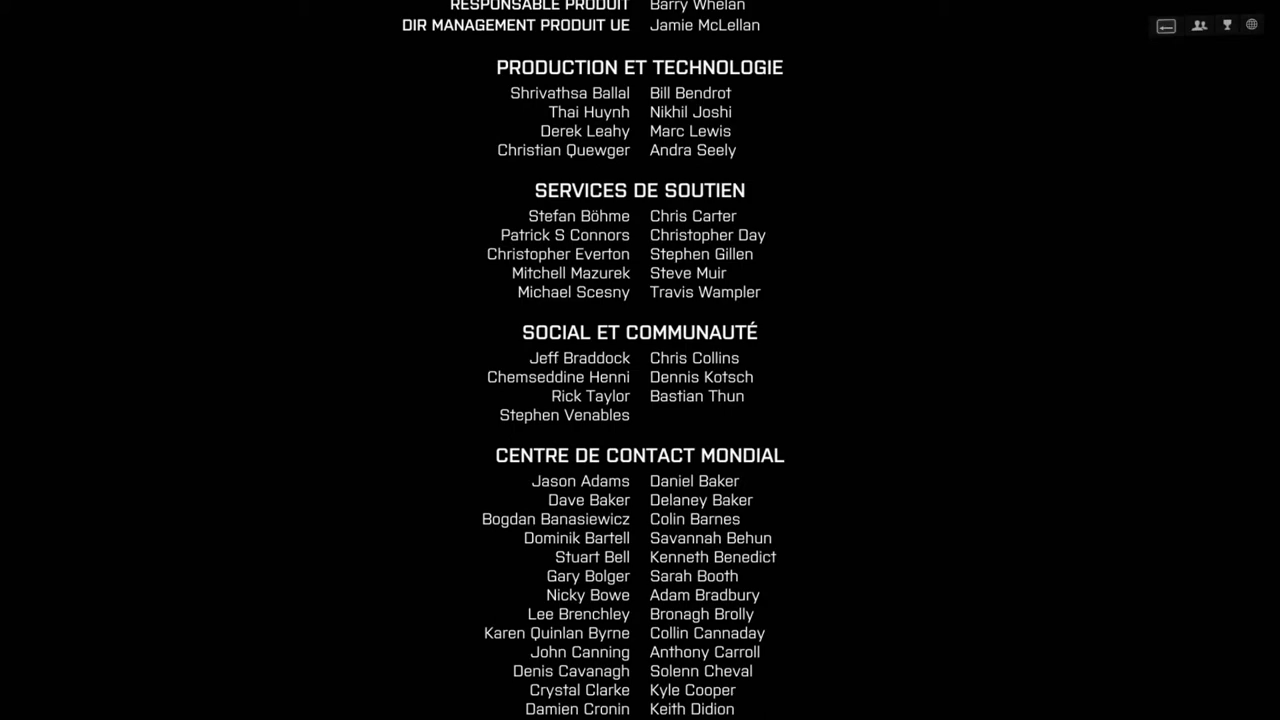 RESPONSABLE PRODUIT Barry Whelan
DIR MANAGEMENT PRODUIT UE Jamie McLellan
PRODUCTION ET TECHNOLOGIE
Shrivathsa Ballal Bill Bendrot
Thai Huynh Nikhil Joshi
Derek Leahy Marc Lewis
Christian Quewger Andra Seely
SERVICES DE SOUTIEN
Stefan Böhme Chris Carter
Patrick S Connors Christopher Day
Christopher Everton Stephen Gillen
Mitchell Mazurek Steve Muir
Michael Scesny Travis Wampler
SOCIAL ET COMMUNAUTÉ
Jeff Braddock Chris Collins
Chemseddine Henni Dennis Kotsch
Rick Taylor Bastian Thun
Stephen Venables
CENTRE DE CONTACT MONDIAL
Jason Adams Daniel Baker
Dave Baker Delaney Baker
Bogdan Banasiewicz Colin Barnes
Dominik Bartell Savannah Behun
Stuart Bell Kenneth Benedict
Gary Bolger Sarah Booth
Nicky Bowe Adam Bradbury
Lee Brenchley Bronagh Brolly
Karen Quinlan Byrne Collin Cannaday
John Canning Anthony Carroll
Denis Cavanagh Solenn Cheval
Crystal Clarke Kyle Cooper
Damien Cronin Keith Didion